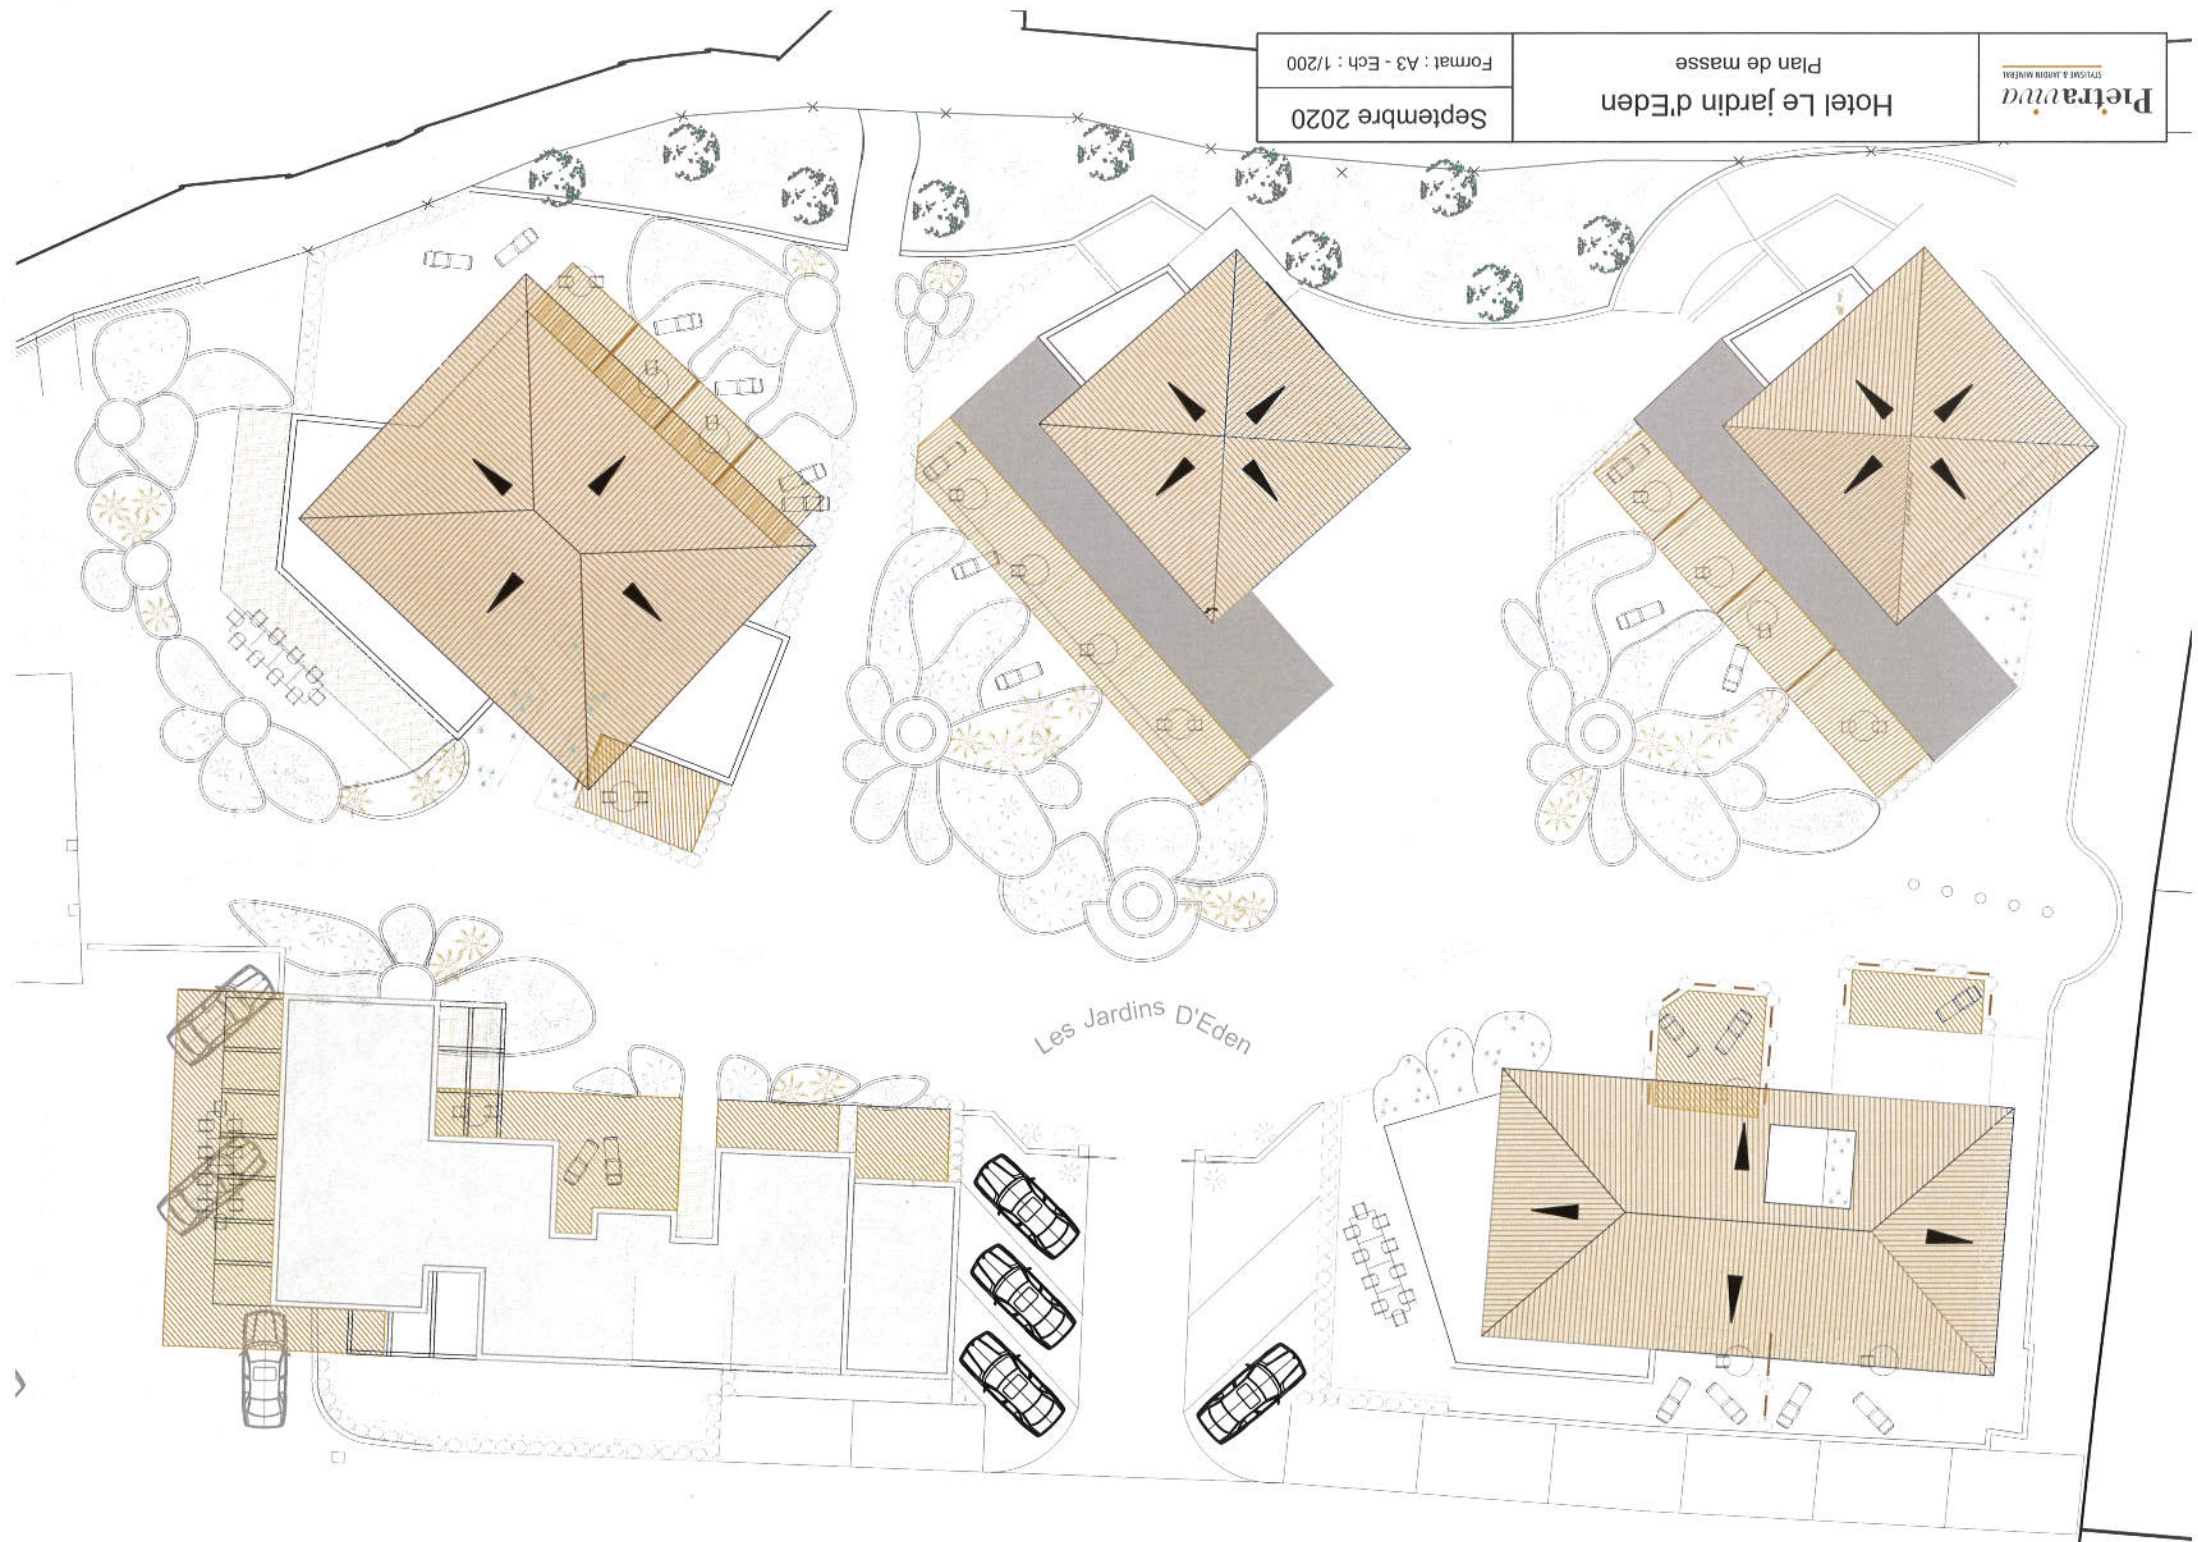 Pietraviva
STYLISME & JARDIN MINÉRAL
Hotel Le jardin d'Eden
Plan de masse
Septembre 2020
Format : A3 - Ech : 1/200
Les Jardins D'Eden